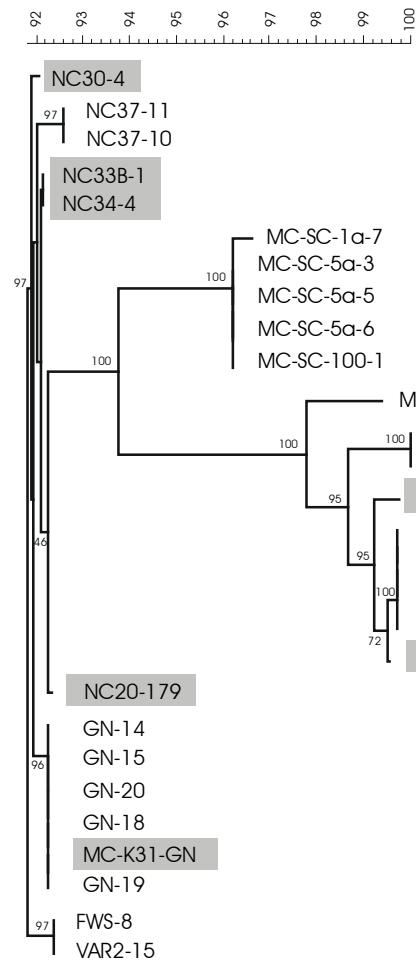 92 93 94 95 96 97 98 99 100
NC30-4
97
NC37-11
NC37-10
NC33B-1
NC34-4
97
MC-SC-1a-7
MC-SC-5a-3
100
MC-SC-5a-5
MC-SC-5a-6
MC-SC-100-1
100
M
100
100
95
95
46
100
72
NC20-179
GN-14
GN-15
96
GN-20
GN-18
MC-K31-GN
GN-19
97
FWS-8
VAR2-15